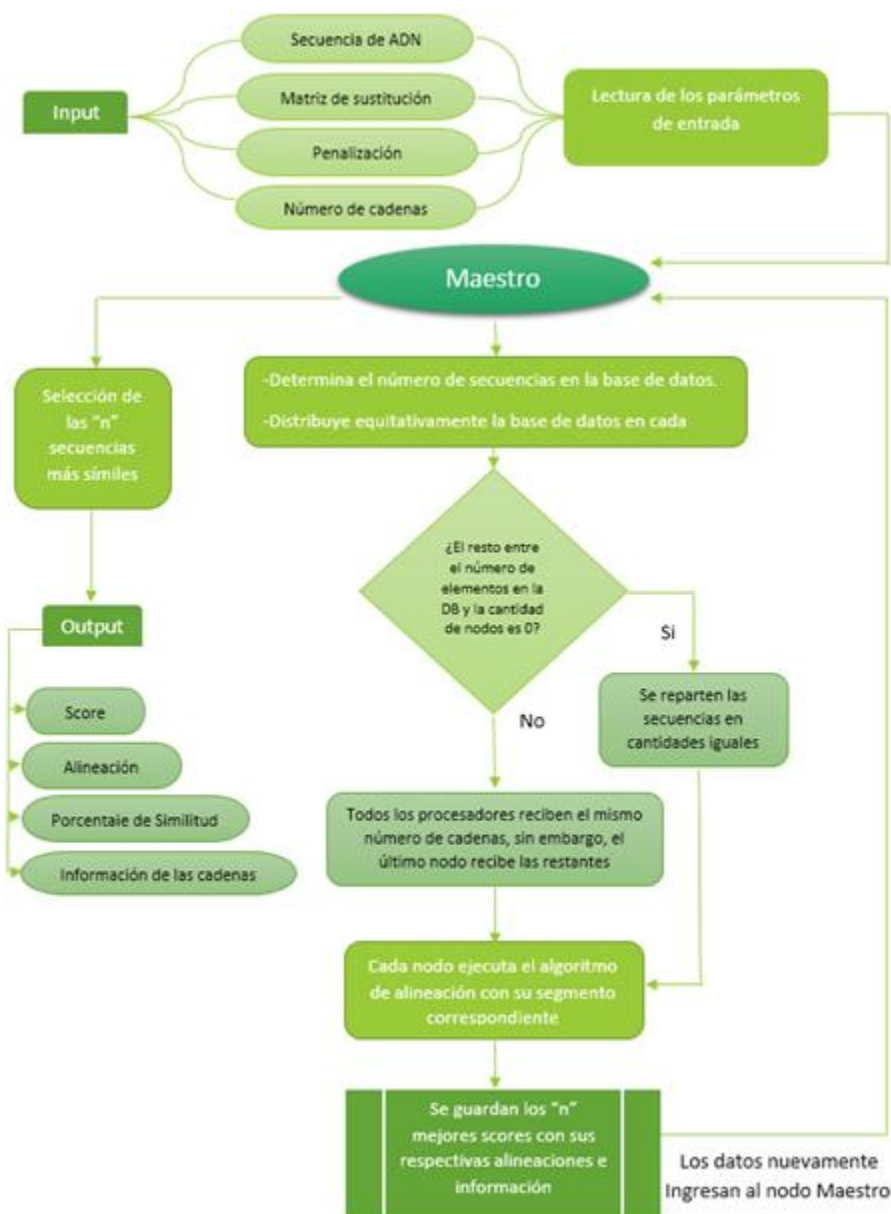 Input
Secuencia de ADN
Matriz de sustitución
Penalización
Número de cadenas
Lectura de los parámetros
de entrada
Maestro
Selección de
las "n"
secuencias
más símiles
-Determina el número de secuencias en la base de datos.
-Distribuye equitativamente la base de datos en cada
¿El resto entre
el número de
elementos en la
DB y la cantidad
de nodos es 0?
Si
No
Se reparten las
secuencias en
cantidades iguales
Output
Score
Alineación
Porcentaje de Similitud
Información de las cadenas
Todos los procesadores reciben el mismo
número de cadenas, sin embargo, el
último nodo recibe las restantes
Cada nodo ejecuta el algoritmo
de alineación con su segmento
correspondiente
Se guardan los "n"
mejores scores con sus
respectivas alineaciones e
información
Los datos nuevamente
Ingresan al nodo Maestro